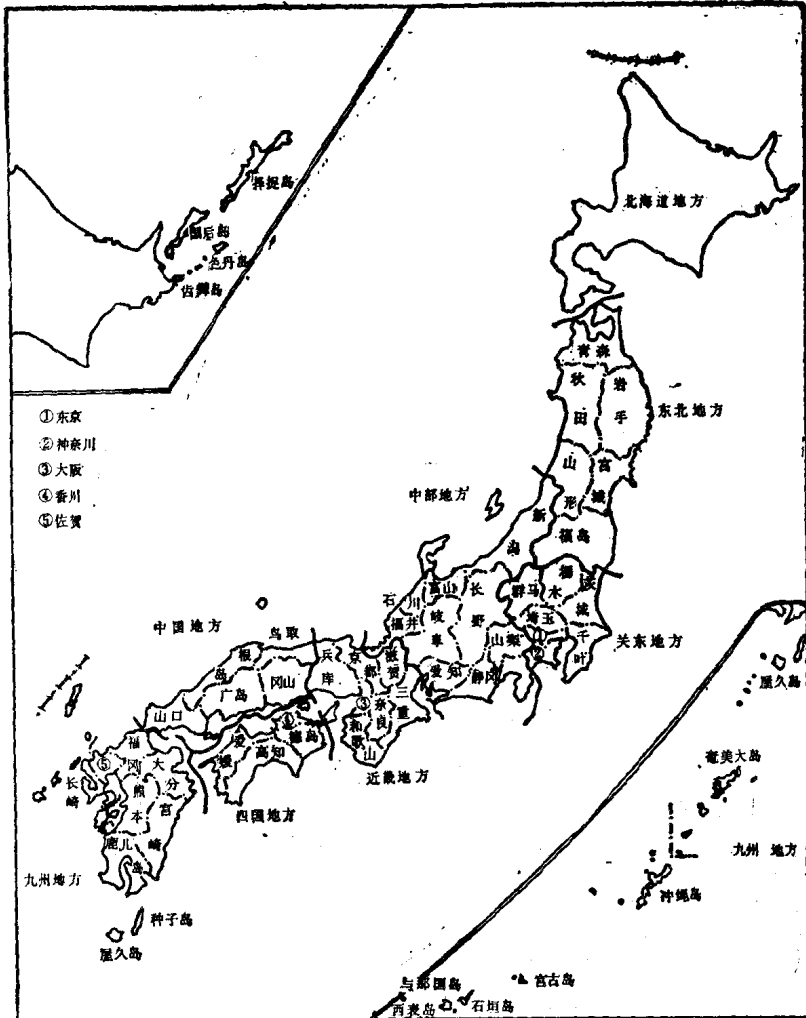 择捉岛
国后岛
色丹岛
齿舞岛
北海道地方
①东京
②神奈川
③大阪
④香川
⑤佐贺
青森
秋田
岩手
东北地方
山形
宫城
中部地方
新潟
福岛
石川
富山
长野
群马
栃木
茨城
福井
岐阜
埼玉
①
山梨
②
千叶
关东地方
爱知
静冈
中国地方
鸟取
岛根
兵库
京都
滋贺
广岛
冈山
山口
③
奈良
三重
和歌山
近畿地方
④
德岛
爱媛
高知
四国地方
福冈
⑤
大分
长崎
熊本
宫崎
鹿儿岛
九州地方
种子岛
屋久岛
屋久岛
奄美大岛
九州 地方
冲绳岛
与那国岛
宫古岛
西表岛
石垣岛